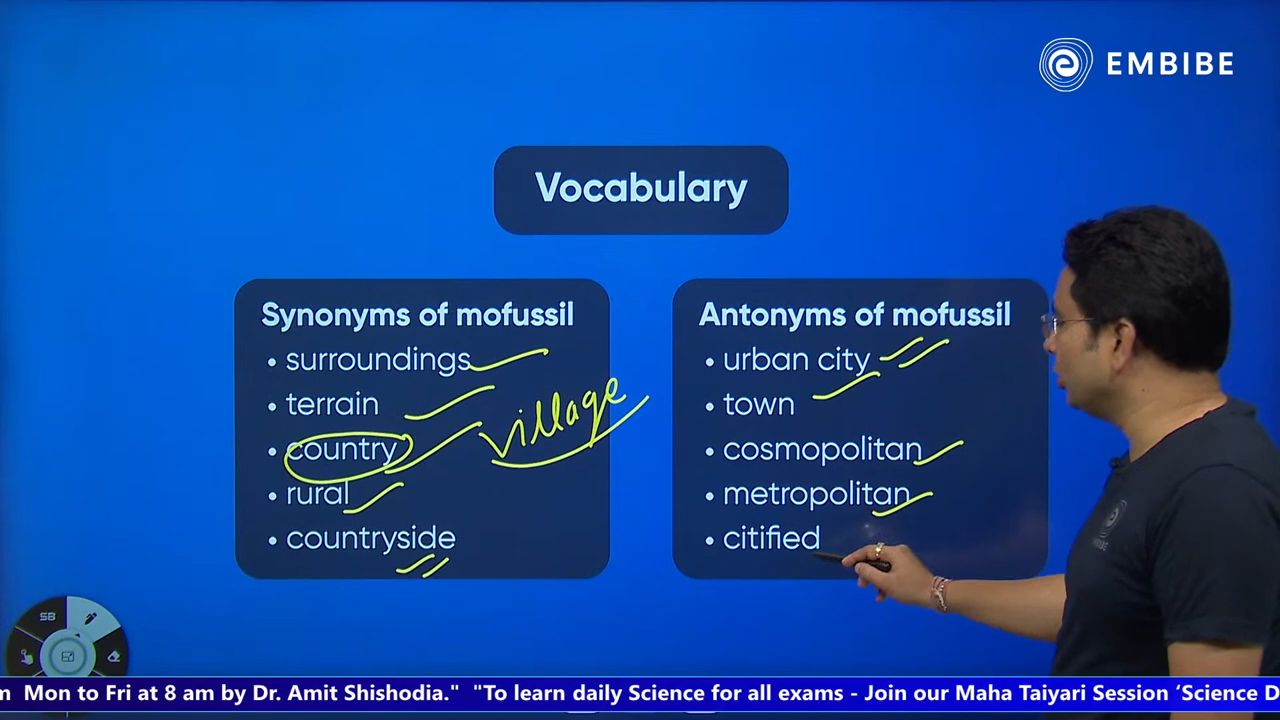 EMBIBE
Vocabulary
Synonyms of mofussil
• surroundings
• terrain
• country
village
• rural
• countryside
Antonyms of mofussil
• urban city
• town
• cosmopolitan
• metropolitan
• citified
SB
m Mon to Fri at 8 am by Dr. Amit Shishodia." "To learn daily Science for all exams - Join our Maha Taiyari Session ‘Science D